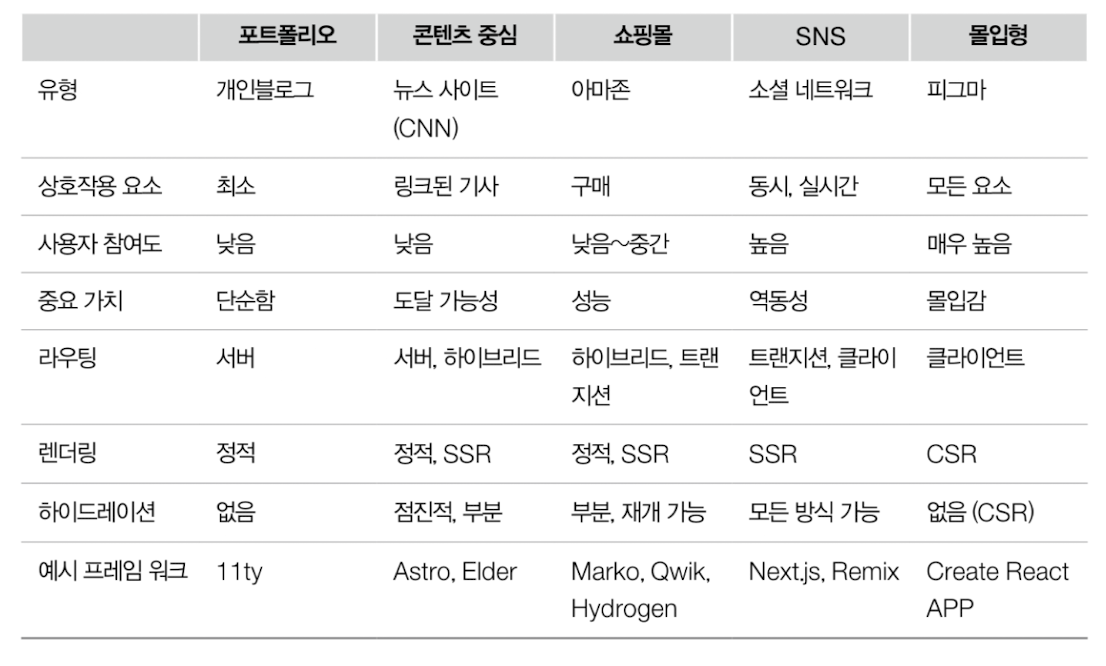 포트폴리오 콘텐츠 중심 쇼핑몰 SNS 몰입형
유형 개인블로그 뉴스 사이트 아마존 소셜 네트워크 피그마
(CNN)
상호작용 요소 최소 링크된 기사 구매 동시, 실시간 모든 요소
사용자 참여도 낮음 낮음 낮음~중간 높음 매우 높음
중요 가치 단순함 도달 가능성 성능 역동성 몰입감
라우팅 서버 서버, 하이브리드 하이브리드, 트랜 트랜지션, 클라이 클라이언트
지션 언트
렌더링 정적 정적, SSR 정적, SSR SSR CSR
하이드레이션 없음 점진적, 부분 부분, 재개 가능 모든 방식 가능 없음 (CSR)
예시 프레임 워크 11ty Astro, Elder Marko, Qwik, Next.js, Remix Create React
Hydrogen APP